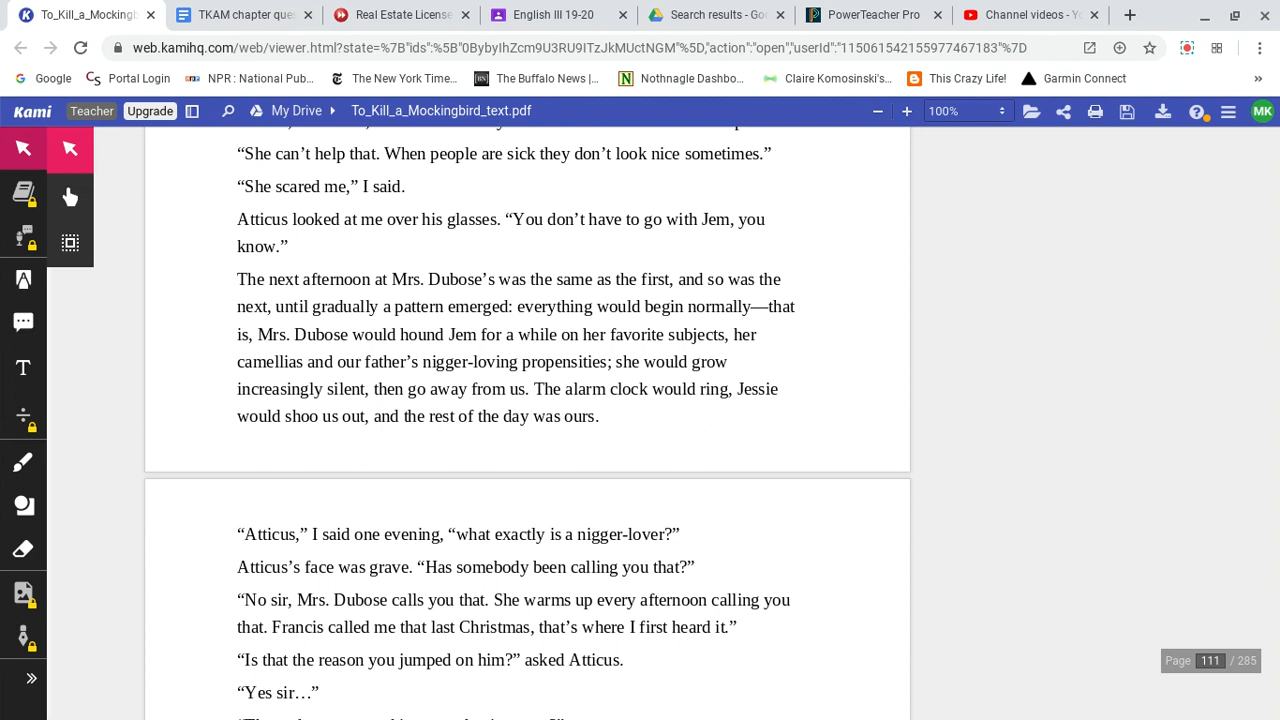 To_Kill_a_Mockingb
TKAM chapter ques
Real Estate License
English III 19-20
Search results - Goo
PowerTeacher Pro
Channel videos - Yo
web.kamihq.com/web/viewer.html?state=%7B"ids":%5B"0BybyIhZcm9U3RU9ITzJkMUctNGM"%5D,"action":"open","userId":"115061542155977467183"%7D
Google
Portal Login
NPR : National Pub...
The New York Time...
The Buffalo News |...
Nothnagle Dashbo...
Claire Komosinski's...
This Crazy Life!
Garmin Connect
»
Kami
Teacher
Upgrade
My Drive
To_Kill_a_Mockingbird_text.pdf
100%
MK
“She can’t help that. When people are sick they don’t look nice sometimes.”
“She scared me,” I said.
Atticus looked at me over his glasses. “You don’t have to go with Jem, you
know.”
The next afternoon at Mrs. Dubose’s was the same as the first, and so was the
next, until gradually a pattern emerged: everything would begin normally—that
is, Mrs. Dubose would hound Jem for a while on her favorite subjects, her
camellias and our father’s nigger-loving propensities; she would grow
increasingly silent, then go away from us. The alarm clock would ring, Jessie
would shoo us out, and the rest of the day was ours.
“Atticus,” I said one evening, “what exactly is a nigger-lover?”
Atticus’s face was grave. “Has somebody been calling you that?”
“No sir, Mrs. Dubose calls you that. She warms up every afternoon calling you
that. Francis called me that last Christmas, that’s where I first heard it.”
“Is that the reason you jumped on him?” asked Atticus.
“Yes sir…”
Page 111 / 285